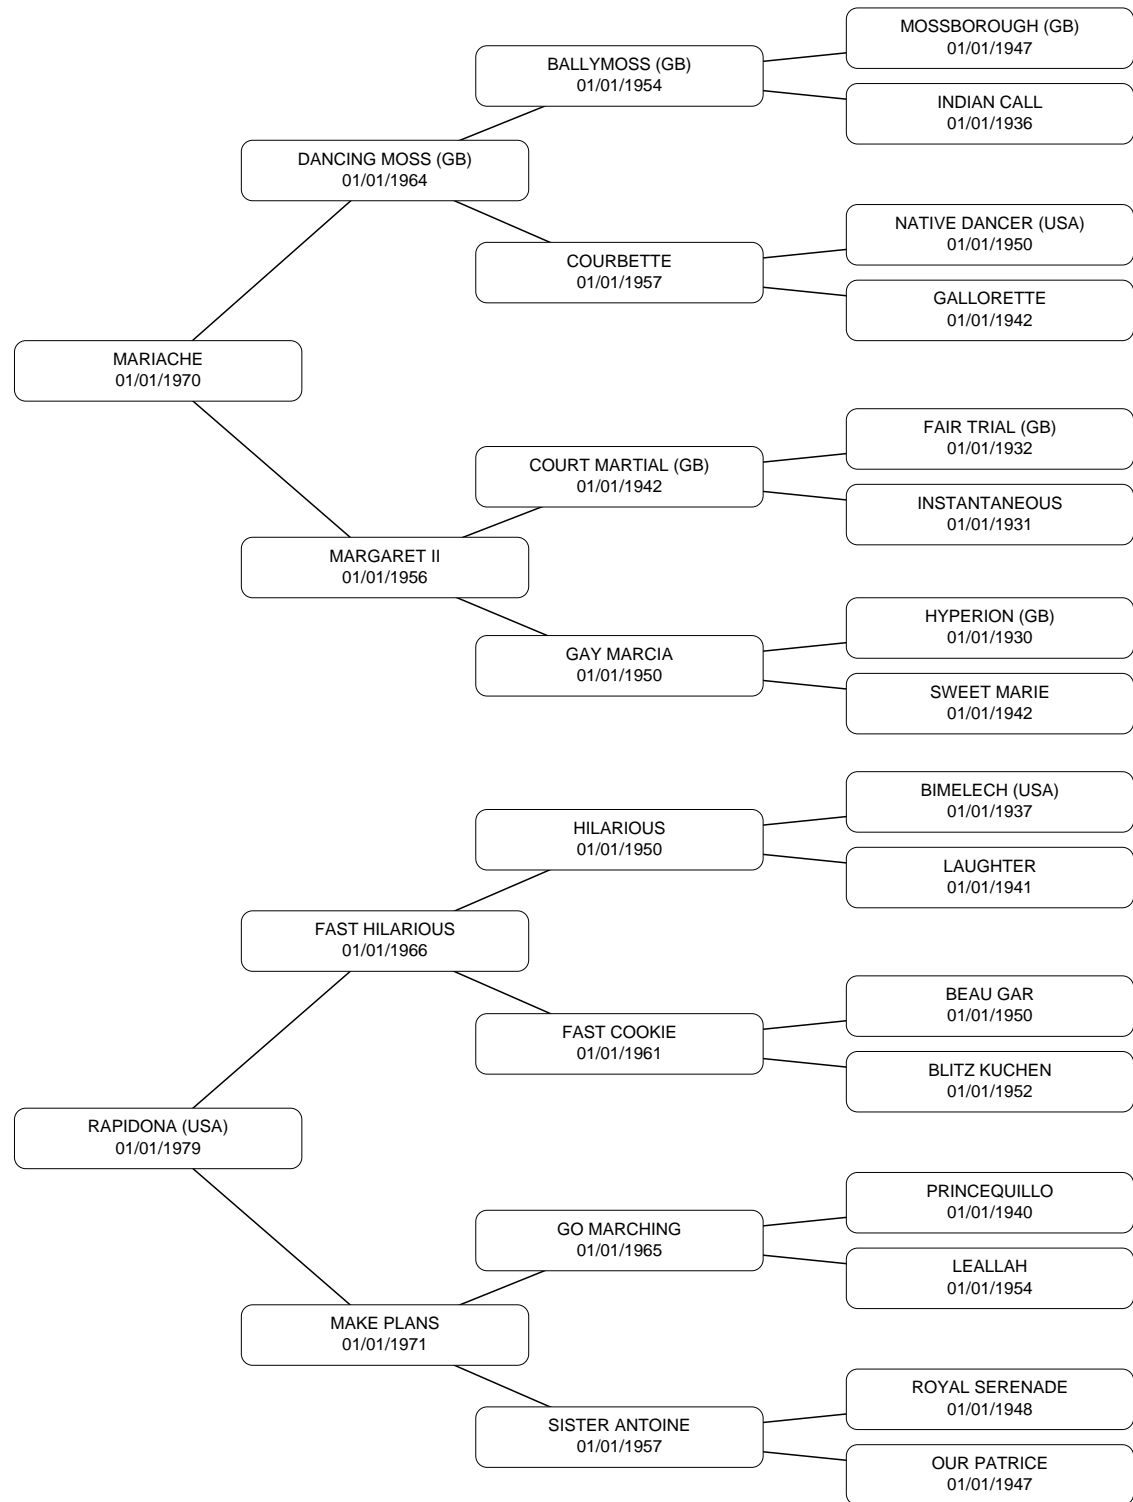 MOSSBOROUGH (GB)
01/01/1947
BALLYMOSS (GB)
01/01/1954
INDIAN CALL
01/01/1936
DANCING MOSS (GB)
01/01/1964
NATIVE DANCER (USA)
01/01/1950
COURBETTE
01/01/1957
GALLORETTE
01/01/1942
MARIACHE
01/01/1970
FAIR TRIAL (GB)
01/01/1932
COURT MARTIAL (GB)
01/01/1942
INSTANTANEOUS
01/01/1931
MARGARET II
01/01/1956
HYPERION (GB)
01/01/1930
GAY MARCIA
01/01/1950
SWEET MARIE
01/01/1942
BIMELECH (USA)
01/01/1937
HILARIOUS
01/01/1950
LAUGHTER
01/01/1941
FAST HILARIOUS
01/01/1966
BEAU GAR
01/01/1950
FAST COOKIE
01/01/1961
BLITZ KUCHEN
01/01/1952
RAPIDONA (USA)
01/01/1979
PRINCEQUILLO
01/01/1940
GO MARCHING
01/01/1965
LEALLAH
01/01/1954
MAKE PLANS
01/01/1971
ROYAL SERENADE
01/01/1948
SISTER ANTOINE
01/01/1957
OUR PATRICE
01/01/1947